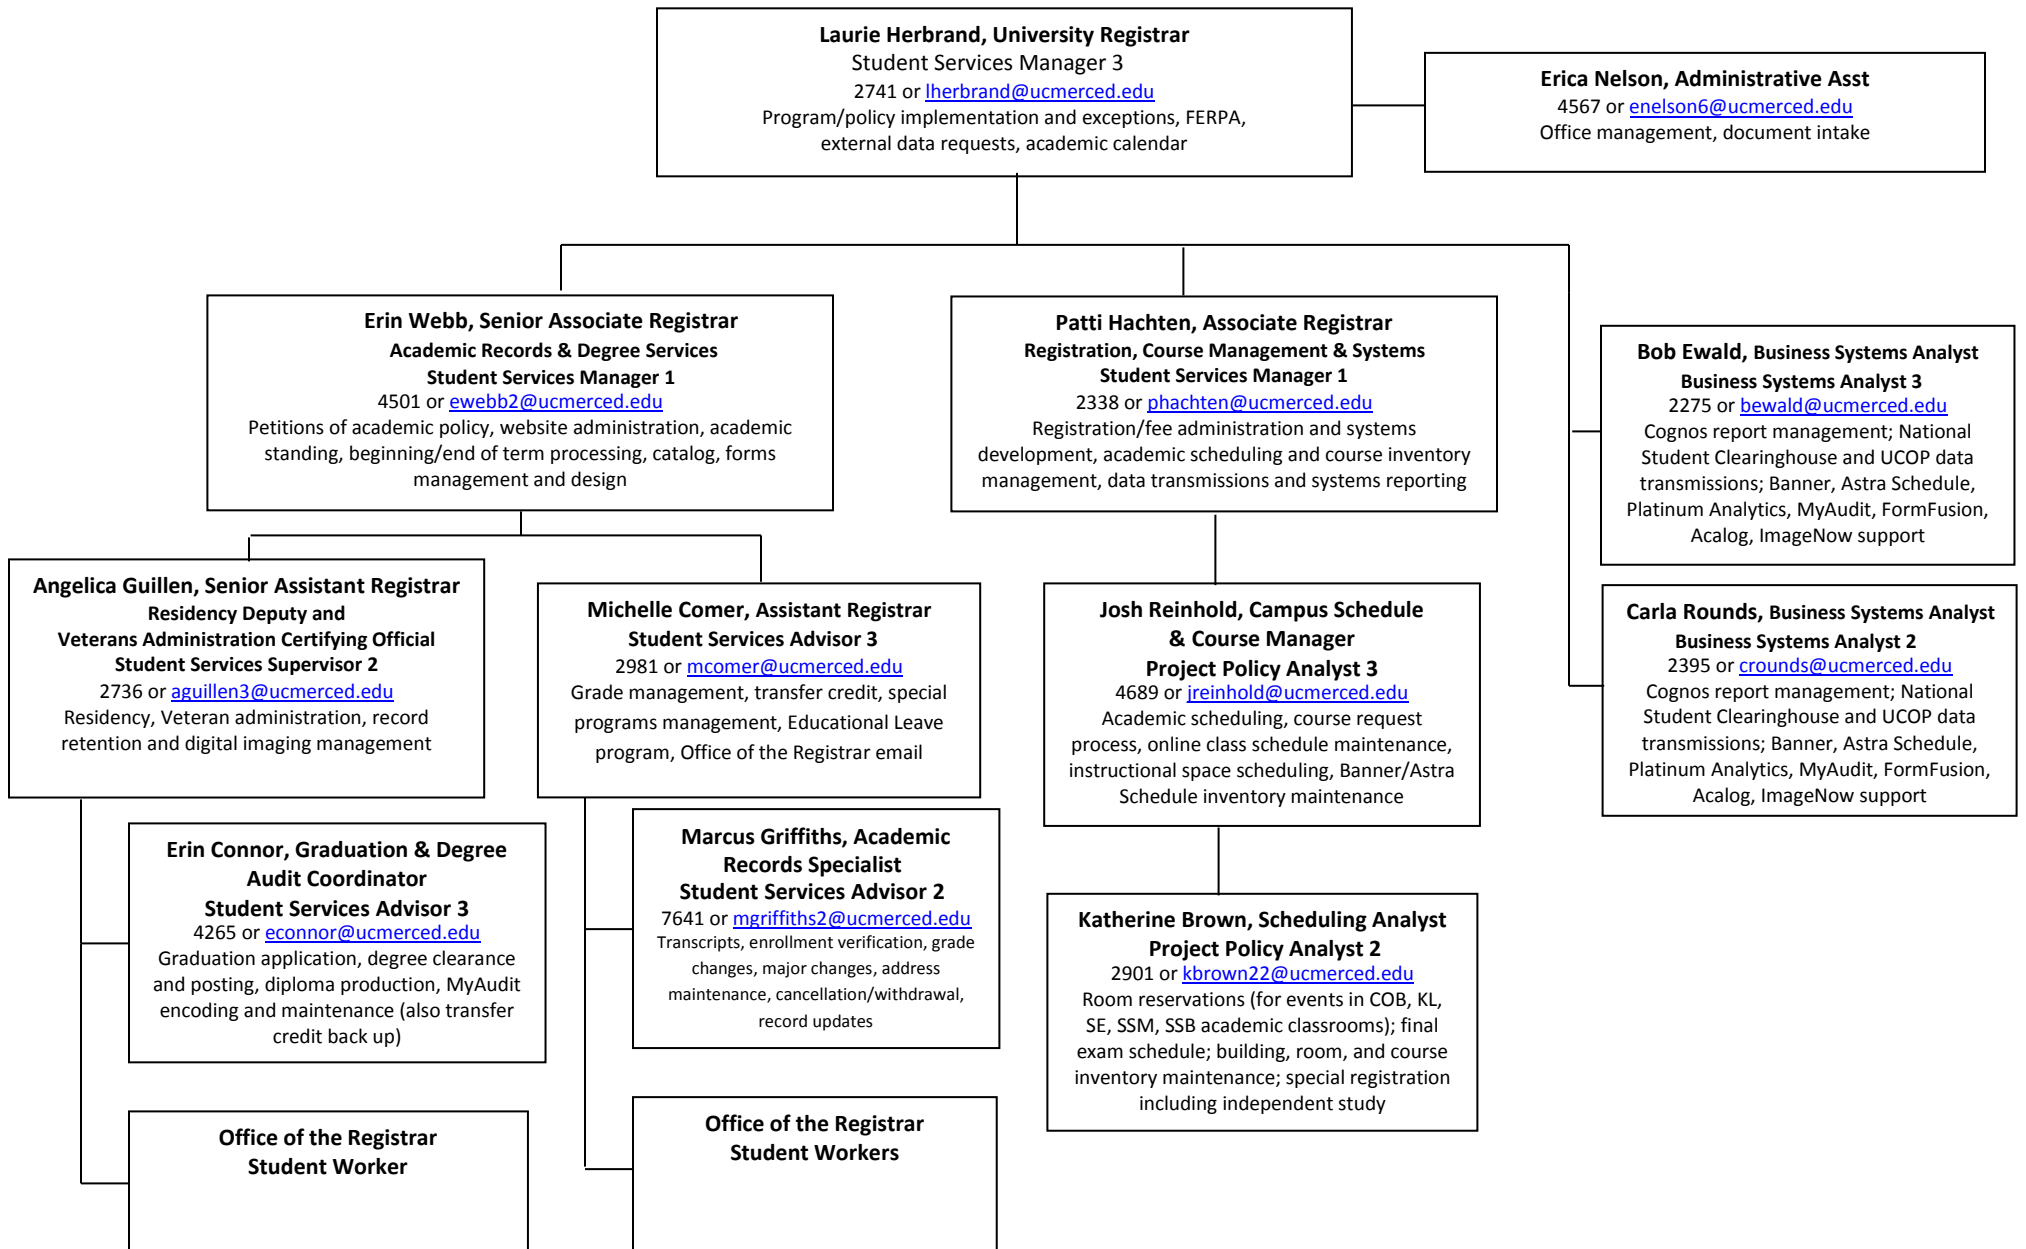 Laurie Herbrand, University Registrar
Student Services Manager 3
2741 or lherbrand@ucmerced.edu
Program/policy implementation and exceptions, FERPA,
external data requests, academic calendar
Erica Nelson, Administrative Asst
4567 or enelson6@ucmerced.edu
Office management, document intake
Erin Webb, Senior Associate Registrar
Academic Records & Degree Services
Student Services Manager 1
4501 or ewebb2@ucmerced.edu
Petitions of academic policy, website administration, academic
standing, beginning/end of term processing, catalog, forms
management and design
Patti Hachten, Associate Registrar
Registration, Course Management & Systems
Student Services Manager 1
2338 or phachten@ucmerced.edu
Registration/fee administration and systems
development, academic scheduling and course inventory
management, data transmissions and systems reporting
Bob Ewald, Business Systems Analyst
Business Systems Analyst 3
2275 or bewald@ucmerced.edu
Cognos report management; National
Student Clearinghouse and UCOP data
transmissions; Banner, Astra Schedule,
Platinum Analytics, MyAudit, FormFusion,
Acalog, ImageNow support
Angelica Guillen, Senior Assistant Registrar
Residency Deputy and
Veterans Administration Certifying Official
Student Services Supervisor 2
2736 or aguillen3@ucmerced.edu
Residency, Veteran administration, record
retention and digital imaging management
Michelle Comer, Assistant Registrar
Student Services Advisor 3
2981 or mcomer@ucmerced.edu
Grade management, transfer credit, special
programs management, Educational Leave
program, Office of the Registrar email
Josh Reinhold, Campus Schedule
& Course Manager
Project Policy Analyst 3
4689 or jreinhold@ucmerced.edu
Academic scheduling, course request
process, online class schedule maintenance,
instructional space scheduling, Banner/Astra
Schedule inventory maintenance
Carla Rounds, Business Systems Analyst
Business Systems Analyst 2
2395 or crounds@ucmerced.edu
Cognos report management; National
Student Clearinghouse and UCOP data
transmissions; Banner, Astra Schedule,
Platinum Analytics, MyAudit, FormFusion,
Acalog, ImageNow support
Erin Connor, Graduation & Degree
Audit Coordinator
Student Services Advisor 3
4265 or econnor@ucmerced.edu
Graduation application, degree clearance
and posting, diploma production, MyAudit
encoding and maintenance (also transfer
credit back up)
Marcus Griffiths, Academic
Records Specialist
Student Services Advisor 2
7641 or mgriffiths2@ucmerced.edu
Transcripts, enrollment verification, grade
changes, major changes, address
maintenance, cancellation/withdrawal,
record updates
Katherine Brown, Scheduling Analyst
Project Policy Analyst 2
2901 or kbrown22@ucmerced.edu
Room reservations (for events in COB, KL,
SE, SSM, SSB academic classrooms); final
exam schedule; building, room, and course
inventory maintenance; special registration
including independent study
Office of the Registrar
Student Worker
Office of the Registrar
Student Workers